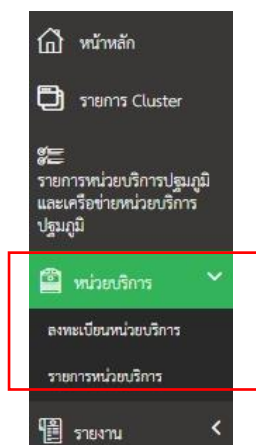 หน้าหลัก
รายการ Cluster
รายการหน่วยบริการปฐมภูมิ
และเครือข่ายหน่วยบริการ
ปฐมภูมิ
หน่วยบริการ
ลงทะเบียนหน่วยบริการ
รายการหน่วยบริการ
รายงาน